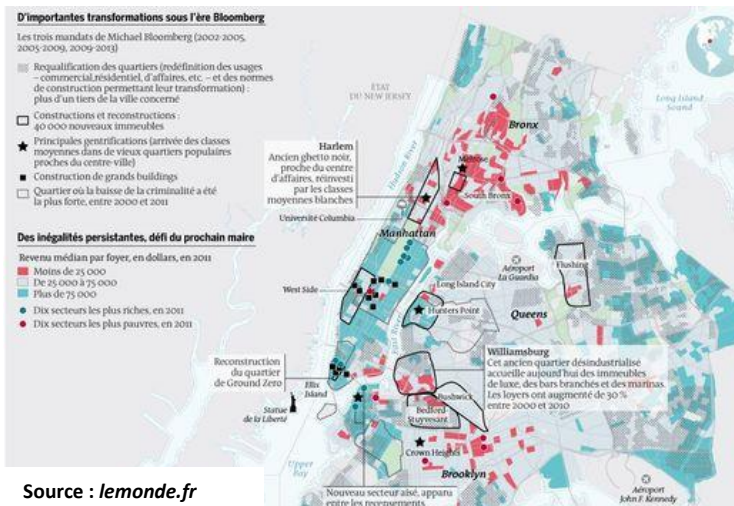 D'importantes transformations sous l'ère Bloomberg
Les trois mandats de Michael Bloomberg (2002-2005,
2005-2009, 2009-2013)
Requalification des quartiers (redéfinition des usages
– commercial,résidentiel, d'affaires, etc. – et des normes
de construction permettant leur transformation) :
plus d'un tiers de la ville concerné
Constructions et reconstructions :
40 000 nouveaux immeubles
Principales gentrifications (arrivée des classes
moyennes dans de vieux quartiers populaires
proches du centre-ville)
Construction de grands buildings
Quartier où la baisse de la criminalité a été
la plus forte, entre 2000 et 2011
Des inégalités persistantes, défi du prochain maire
Revenu médian par foyer, en dollars, en 2011
Moins de 25 000
De 25 000 à 75 000
Plus de 75 000
Dix secteurs les plus riches, en 2011
Dix secteurs les plus pauvres, en 2011
ÉTAT
DU NEW JERSEY
Hudson River
Long Island
Sound
Bronx
Melrose
South Bronx
Harlem
Ancien ghetto noir,
proche du centre
d'affaires, réinvesti
par les classes
moyennes blanches
Université Columbia
Manhattan
West Side
East River
Long Island City
Hunters Point
Aéroport
La Guardia
Flushing
Queens
Reconstruction
du quartier
de Ground Zero
Ellis
Island
Statue
de la Liberté
Upper
Bay
Williamsburg
Cet ancien quartier désindustrialisé
accueille aujourd'hui des immeubles
de luxe, des bars branchés et des marinas.
Les loyers ont augmenté de 30 %
entre 2000 et 2010
Bushwick
Bedford-
Stuyvesant
Crown Heights
Brooklyn
Nouveau secteur aisé, apparu
entre les recensements
Aéroport
John F. Kennedy
Source : lemonde.fr